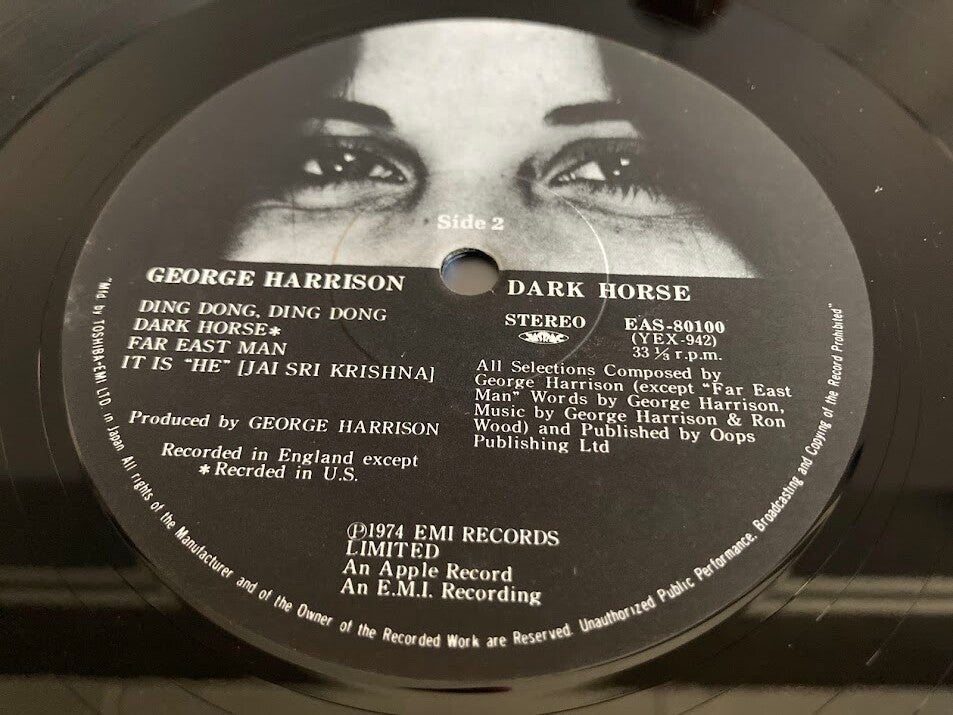 Side 2
GEORGE HARRISON
DARK HORSE
DING DONG, DING DONG
DARK HORSE*
FAR EAST MAN
IT IS "HE" [JAI SRI KRISHNA]
Produced by GEORGE HARRISON
Recorded in England except
*Recrded in U.S.
STEREO
EAS-80100
(YEX-942)
33 ⅓ r.p.m.
All Selections Composed by
George Harrison (except "Far East
Man" Words by George Harrison,
Music by George Harrison & Ron
Wood) and Published by Oops
Publishing Ltd
℗1974 EMI RECORDS
LIMITED
An Apple Record
An E.M.I. Recording
"Mfd. by TOSHIBA-EMI LTD. in Japan All rights of the Manufacturer and of the Owner of the Recorded Work are Reserved. Unauthorized Public Performance. Broadcasting and Copying of the Record Prohibited"